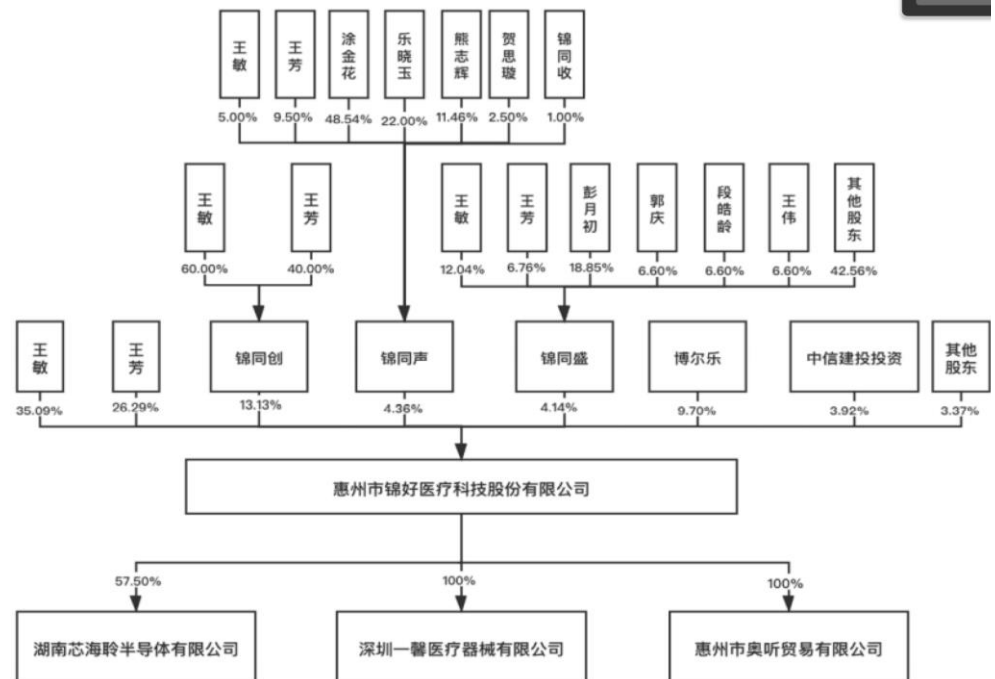 王敏
王芳
涂金花
乐晓玉
熊志辉
贺思璇
锦同收
5.00%
9.50%
48.54%
22.00%
11.46%
2.50%
1.00%
王敏
王芳
王敏
王芳
彭月初
郭庆
段皓龄
王伟
其他股东
60.00%
40.00%
12.04%
6.76%
18.85%
6.60%
6.60%
6.60%
42.56%
王敏
王芳
锦同创
锦同声
锦同盛
博尔乐
中信建投投资
其他
股东
35.09%
26.29%
13.13%
4.36%
4.14%
9.70%
3.92%
3.37%
惠州市锦好医疗科技股份有限公司
57.50%
100%
100%
湖南芯海聆半导体有限公司
深圳一馨医疗器械有限公司
惠州市奥听贸易有限公司